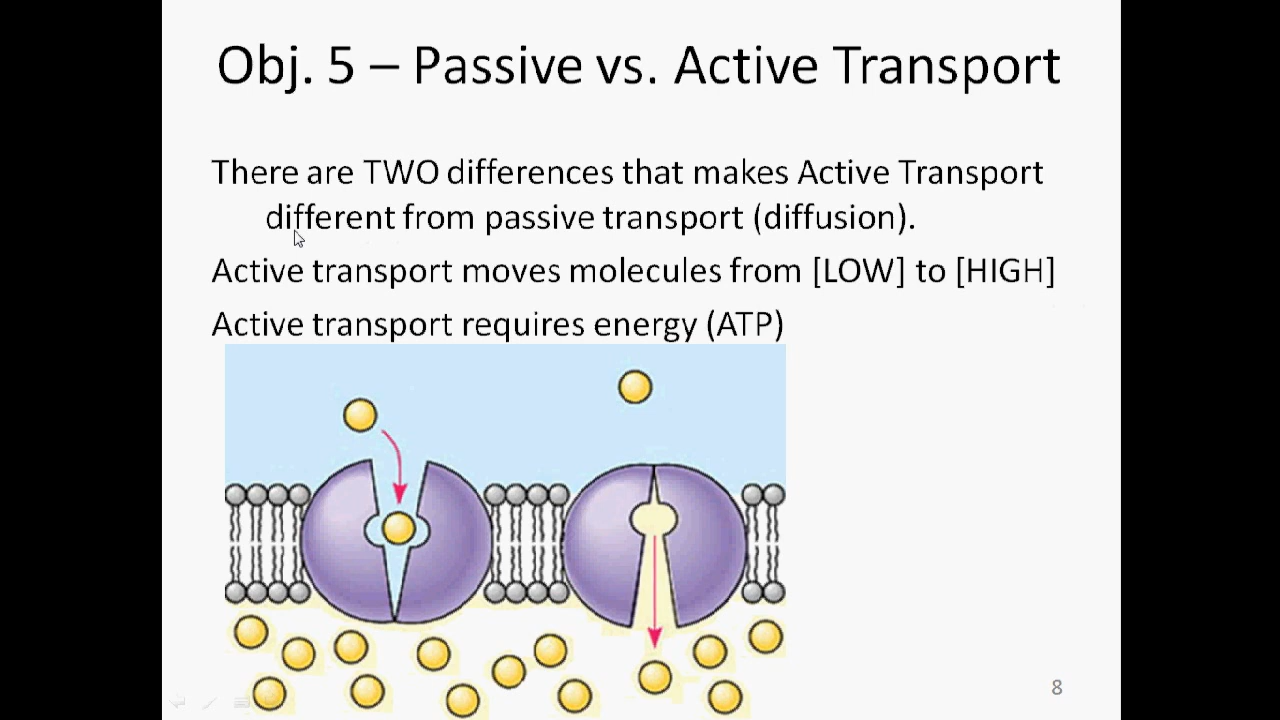 Obj. 5 – Passive vs. Active Transport
There are TWO differences that makes Active Transport
different from passive transport (diffusion).
Active transport moves molecules from [LOW] to [HIGH]
Active transport requires energy (ATP)
8